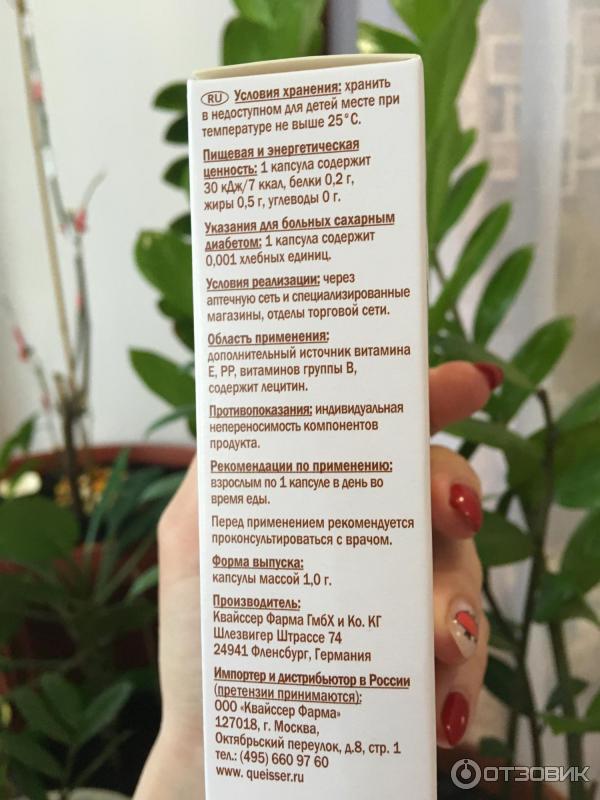 RU Условия хранения: хранить
в недоступном для детей месте при
температуре не выше 25°С.
Пищевая и энергетическая
ценность: 1 капсула содержит
30 кДж/7 ккал, белки 0,2 г,
жиры 0,5 г, углеводы 0 г.
Указания для больных сахарным
диабетом: 1 капсула содержит
0,001 хлебных единиц.
Условия реализации: через
аптечную сеть и специализированные
магазины, отделы торговой сети.
Область применения:
дополнительный источник витамина
Е, РР, витаминов группы В,
содержит лецитин.
Противопоказания: индивидуальная
непереносимость компонентов
продукта.
Рекомендации по применению:
взрослым по 1 капсуле в день во
время еды.
Перед применением рекомендуется
проконсультироваться с врачом.
Форма выпуска:
капсулы массой 1,0 г.
Производитель:
Квайссер Фарма ГмбХ и Ко. КГ
Шлезвигер Штрассе 74
24941 Фленсбург, Германия
Импортер и дистрибьютор в России
(претензии принимаются):
ООО «Квайссер Фарма»
127018, г. Москва,
Октябрьский переулок, д.8, стр. 1
тел.: (495) 660 97 60
www. queisser.ru
ОТЗОВИК